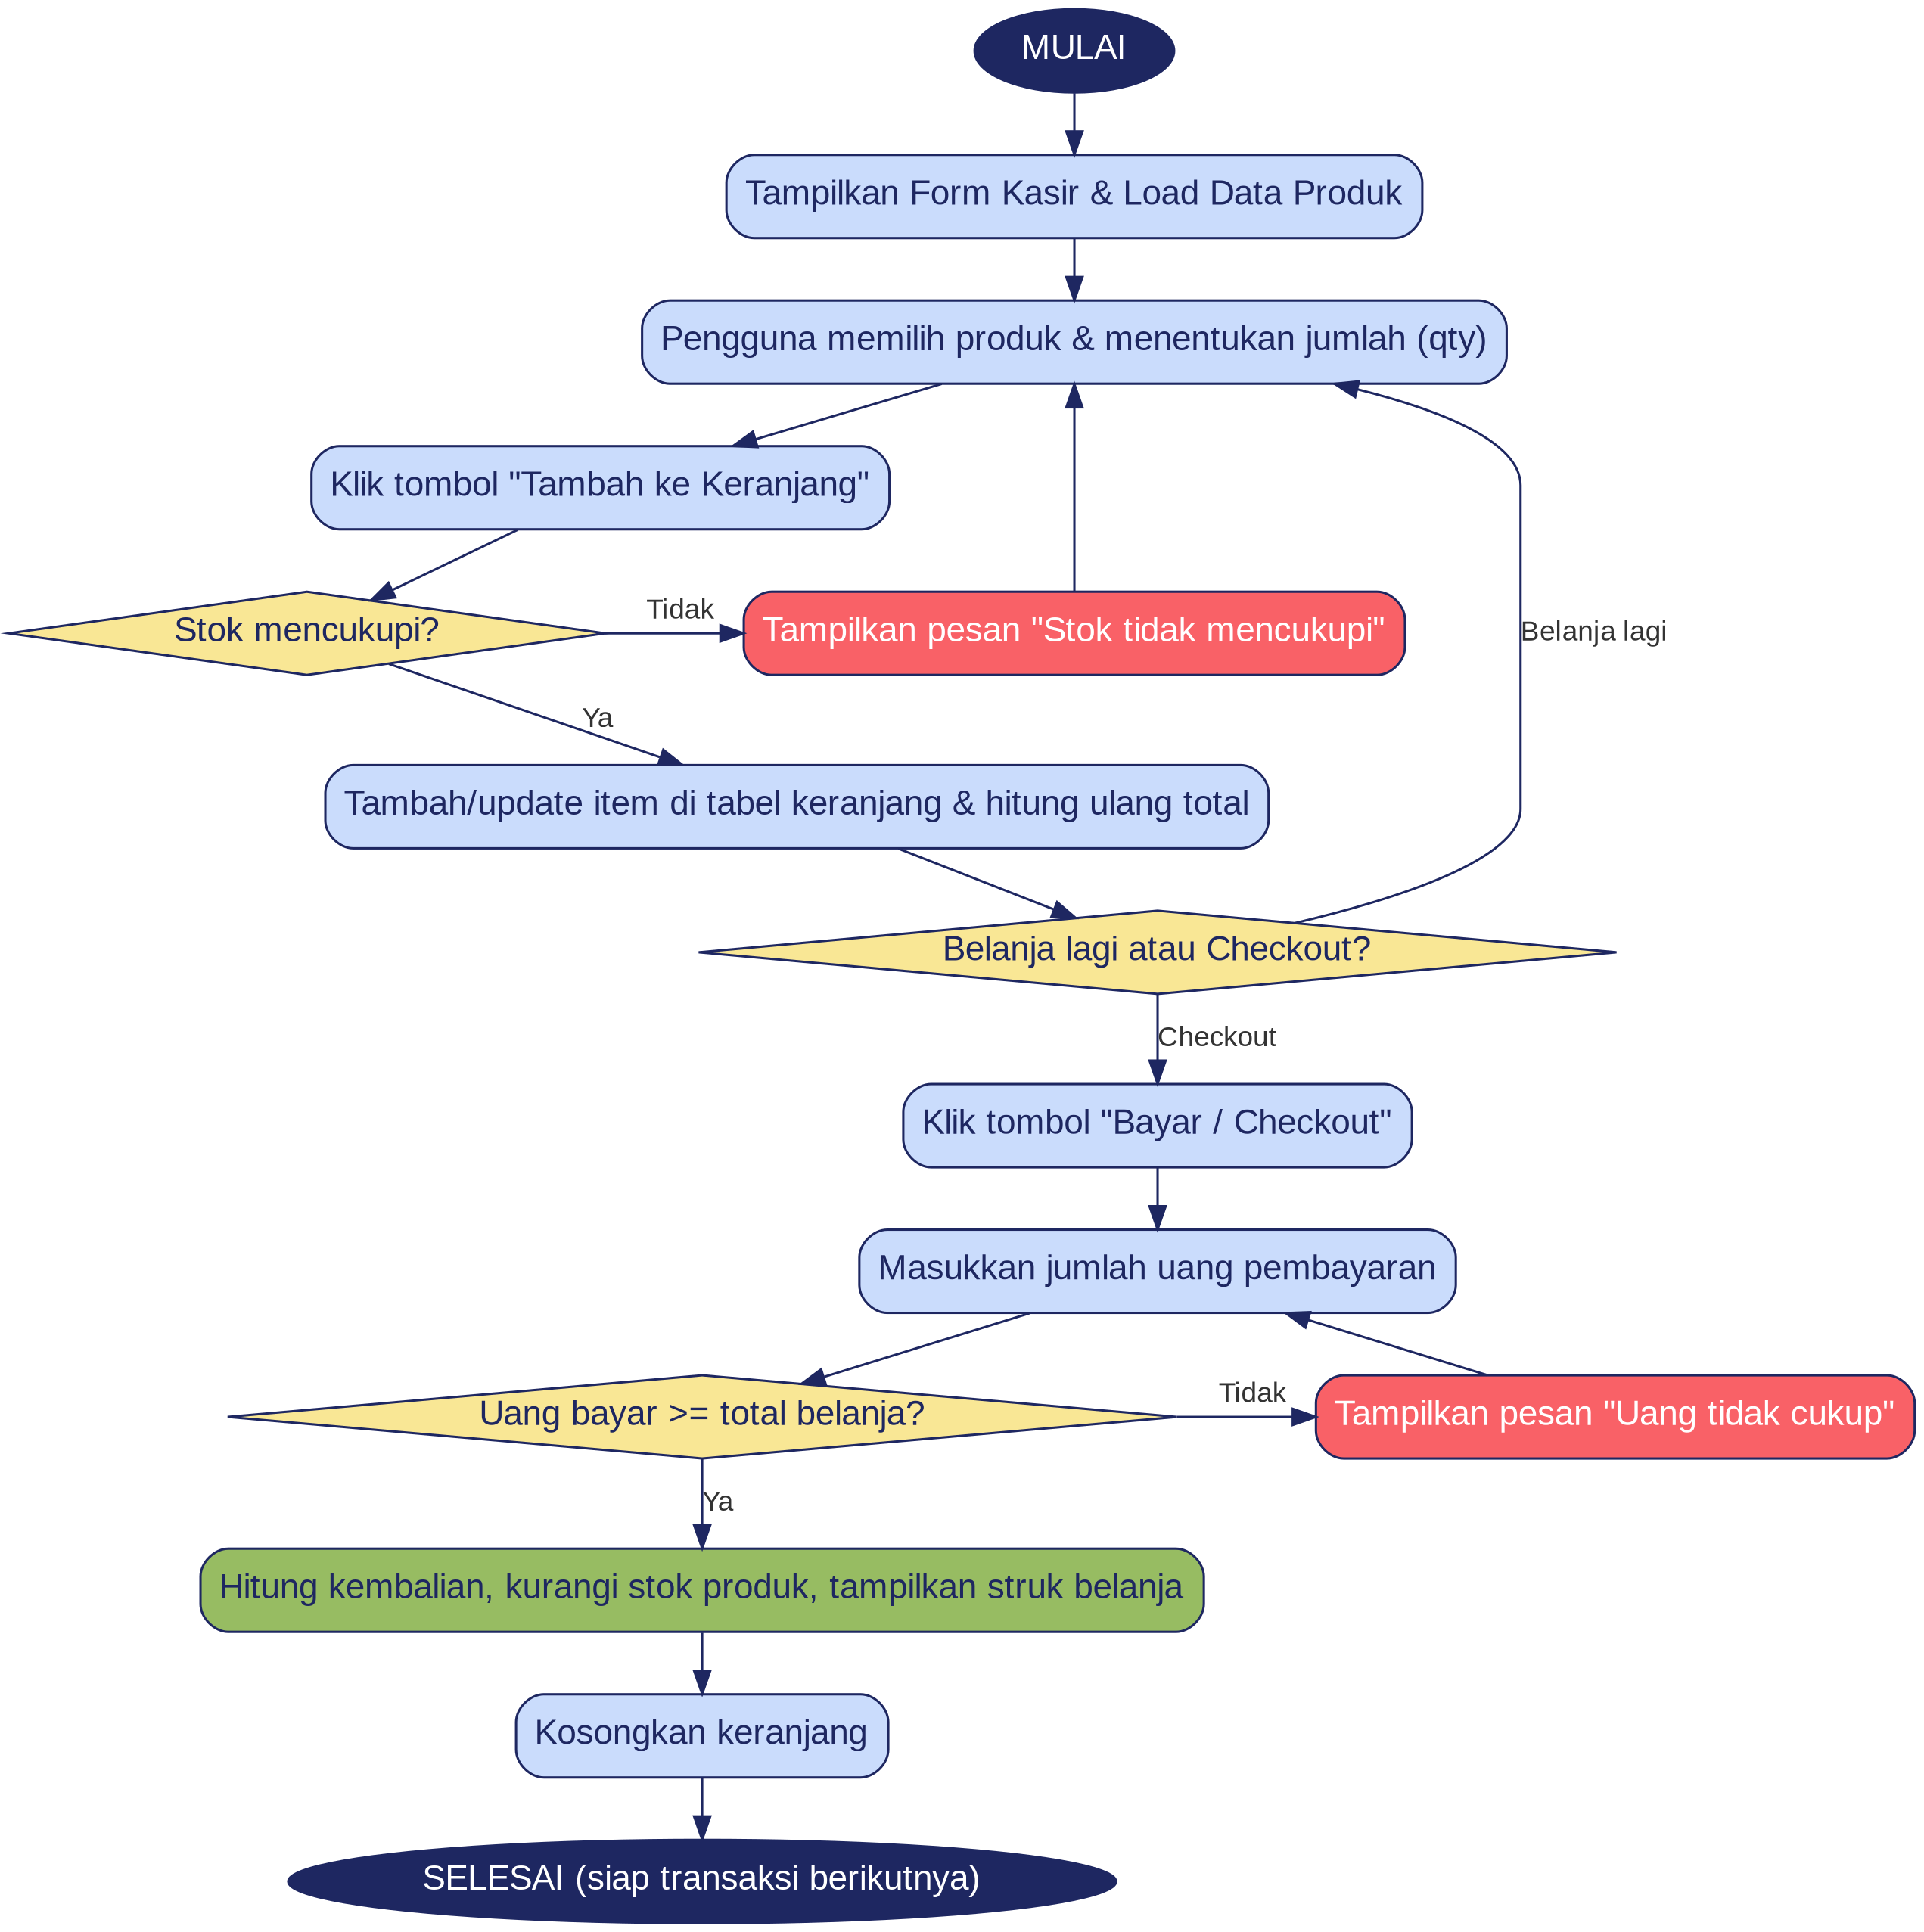 MULAI
Tampilkan Form Kasir & Load Data Produk
Pengguna memilih produk & menentukan jumlah (qty)
Klik tombol "Tambah ke Keranjang"
Stok mencukupi?
Tidak
Tampilkan pesan "Stok tidak mencukupi"
Belanja lagi
Ya
Tambah/update item di tabel keranjang & hitung ulang total
Belanja lagi atau Checkout?
Checkout
Klik tombol "Bayar / Checkout"
Masukkan jumlah uang pembayaran
Uang bayar >= total belanja?
Tidak
Tampilkan pesan "Uang tidak cukup"
Ya
Hitung kembalian, kurangi stok produk, tampilkan struk belanja
Kosongkan keranjang
SELESAI (siap transaksi berikutnya)